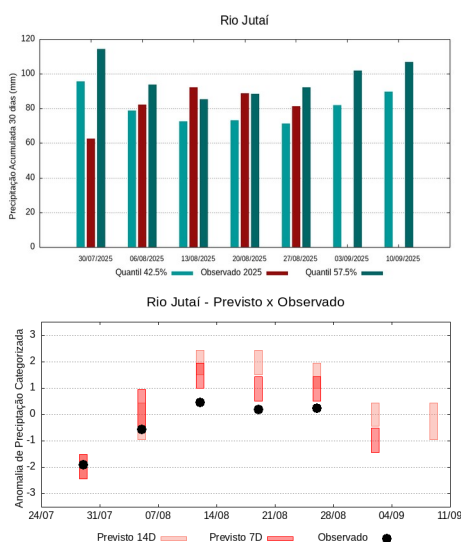 Rio Jutaí
Precipitação Acumulada 30 dias (mm)
120
100
80
60
40
20
0
30/07/2025 06/08/2025 13/08/2025 20/08/2025 27/08/2025 03/09/2025 10/09/2025
Quantil 42.5% Observado 2025 Quantil 57.5%
Rio Jutaí - Previsto x Observado
Anomalia de Preciptação Categorizada
3
2
1
0
-1
-2
-3
24/07 31/07 07/08 14/08 21/08 28/08 04/09 11/09
Previsto 14D Previsto 7D Observado